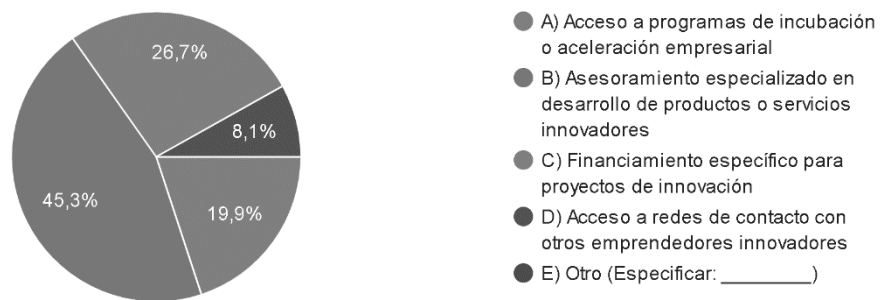 26,7%
8,1%
45,3%
19,9%
A) Acceso a programas de incubación
o aceleración empresarial
B) Asesoramiento especializado en
desarrollo de productos o servicios
innovadores
C) Financiamiento específico para
proyectos de innovación
D) Acceso a redes de contacto con
otros emprendedores innovadores
E) Otro (Especificar: _________)